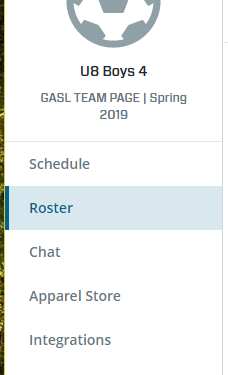 U8 Boys 4
GASL TEAM PAGE | Spring
2019
Schedule
Roster
Chat
Apparel Store
Integrations